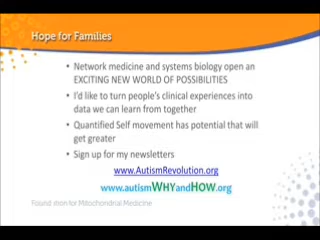 Hope for Families
• Network medicine and systems biology open an
EXCITING NEW WORLD OF POSSIBILITIES
• I'd like to turn people's clinical experiences into
data we can learn from together
• Quantified Self movement has potential that will
get greater
• Sign up for my newsletters
www.AutismRevolution.org
www.autismWHYandHOW.org
Foundation for Mitochondrial Medicine